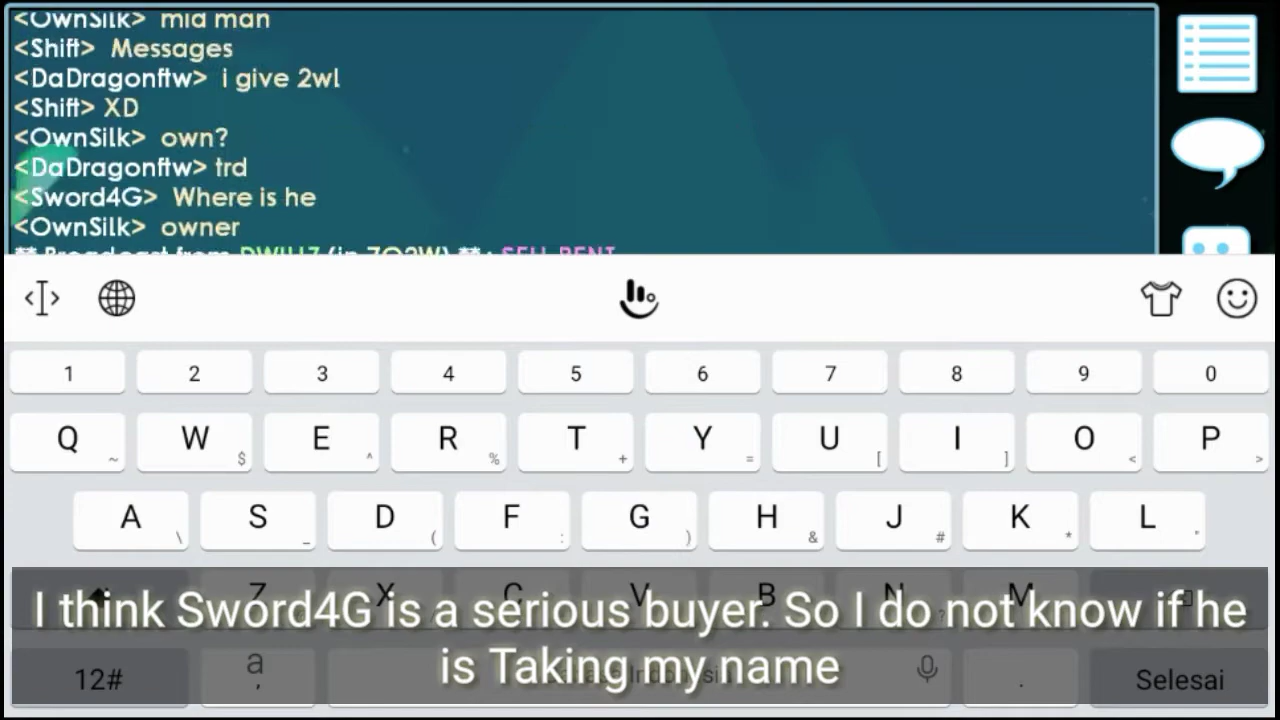 <OwnSilk> mid man
<Shift> Messages
<DaDragonftw> i give 2wl
<Shift> XD
<OwnSilk> own?
<DaDragonftw> trd
<Sword4G> Where is he
<OwnSilk> owner
Broadcast from
1 2 3 4 5 6 7 8 9 0
Q W E R T Y U I O P
~ $ ^ % + = [ ] < >
A S D F G H J K L
\ _ ( : ) & # * "
Z X C V B N M
I think Sword4G is a serious buyer. So I do not know if he
is Taking my name
12# a , . Selesai